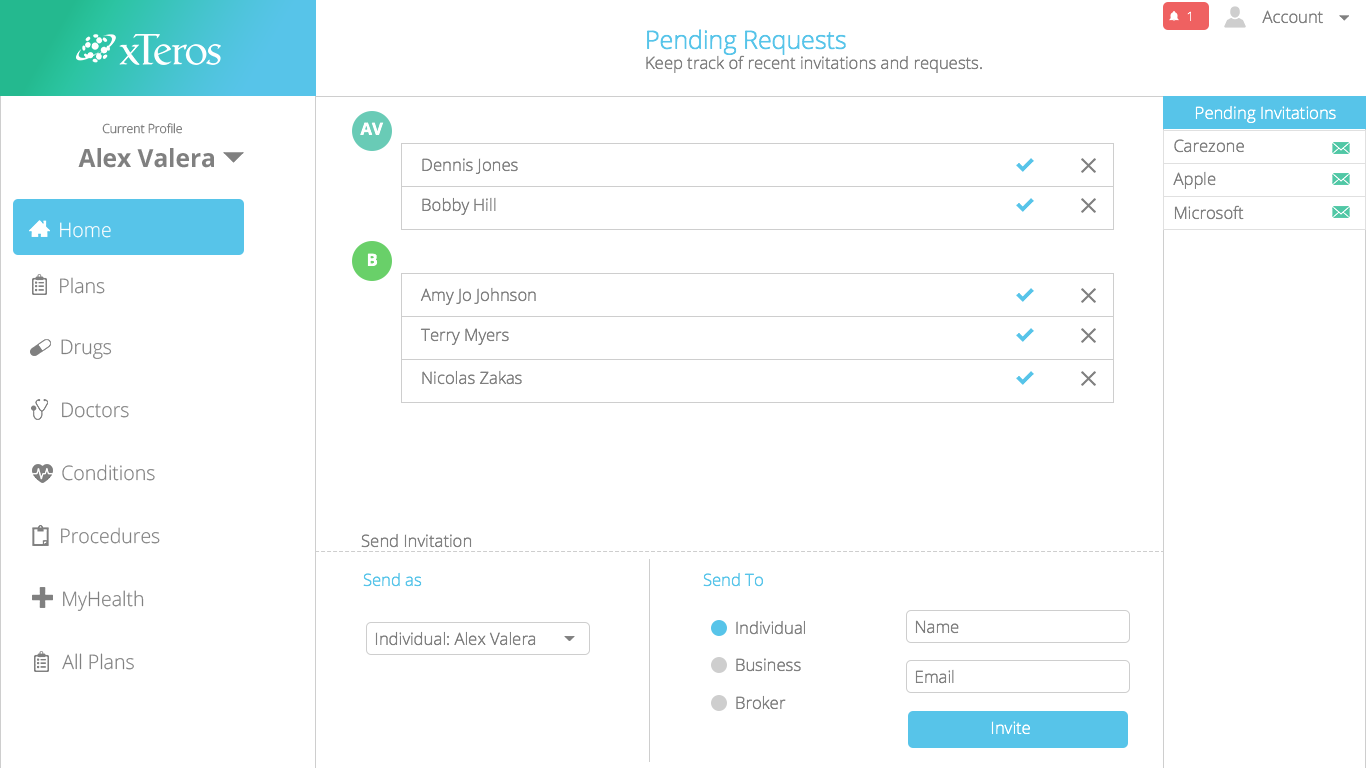 xTeros
Current Profile
Alex Valera
Home
Plans
Drugs
Doctors
Conditions
Procedures
MyHealth
All Plans
Pending Requests
Keep track of recent invitations and requests.
1
Account
AV
Dennis Jones
Bobby Hill
B
Amy Jo Johnson
Terry Myers
Nicolas Zakas
Send Invitation
Send as
Individual: Alex Valera
Send To
Individual
Business
Broker
Name
Email
Invite
Pending Invitations
Carezone
Apple
Microsoft